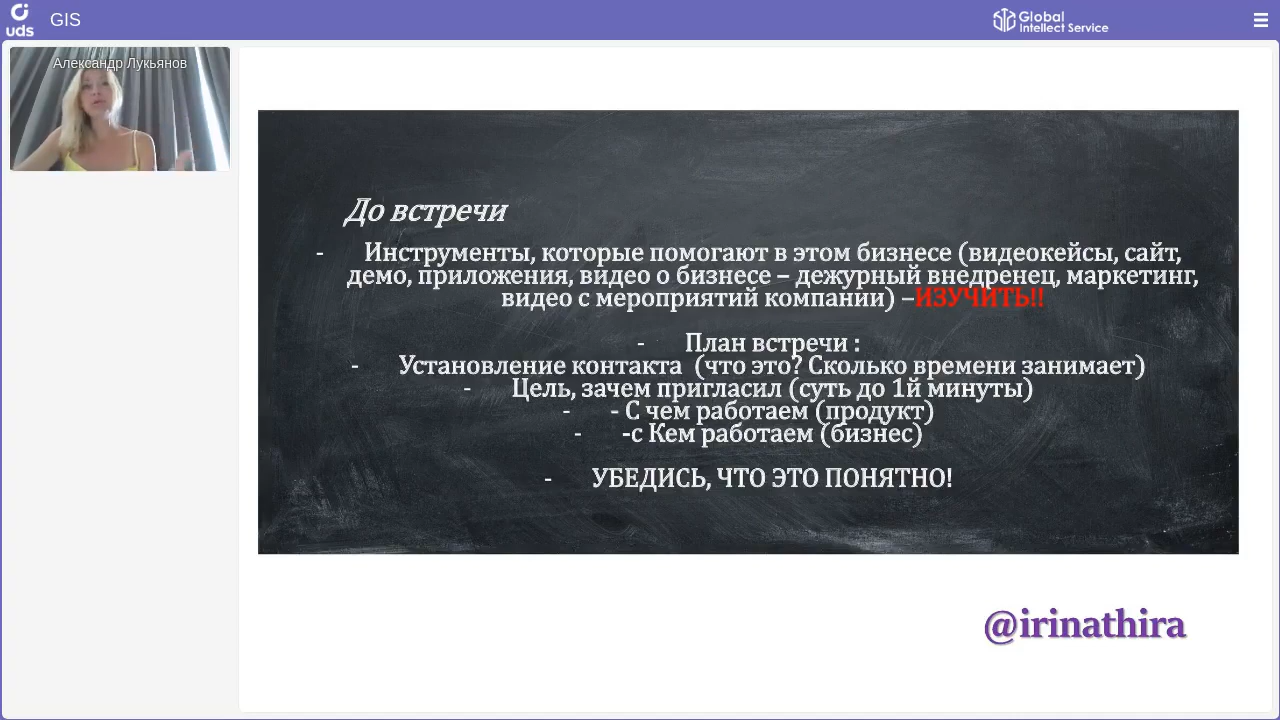 uds
GIS
Global
Intellect Service
Александр Лукьянов
До встречи
- Инструменты, которые помогают в этом бизнесе (видеокейсы, сайт,
демо, приложения, видео о бизнесе – дежурный внедренец, маркетинг,
видео с мероприятий компании) –ИЗУЧИТЬ!!
- План встречи :
- Установление контакта (что это? Сколько времени занимает)
- Цель, зачем пригласил (суть до 1й минуты)
- - С чем работаем (продукт)
- -с Кем работаем (бизнес)
- УБЕДИСЬ, ЧТО ЭТО ПОНЯТНО!
@irinathira